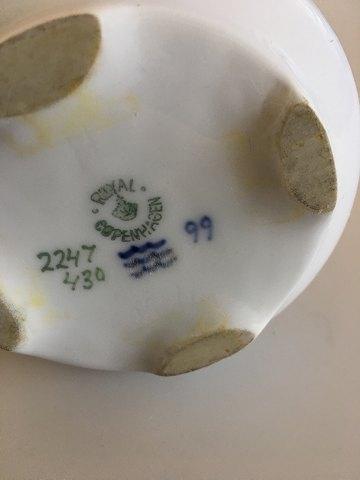 ROYAL
COPENHAGEN
99
2247
430